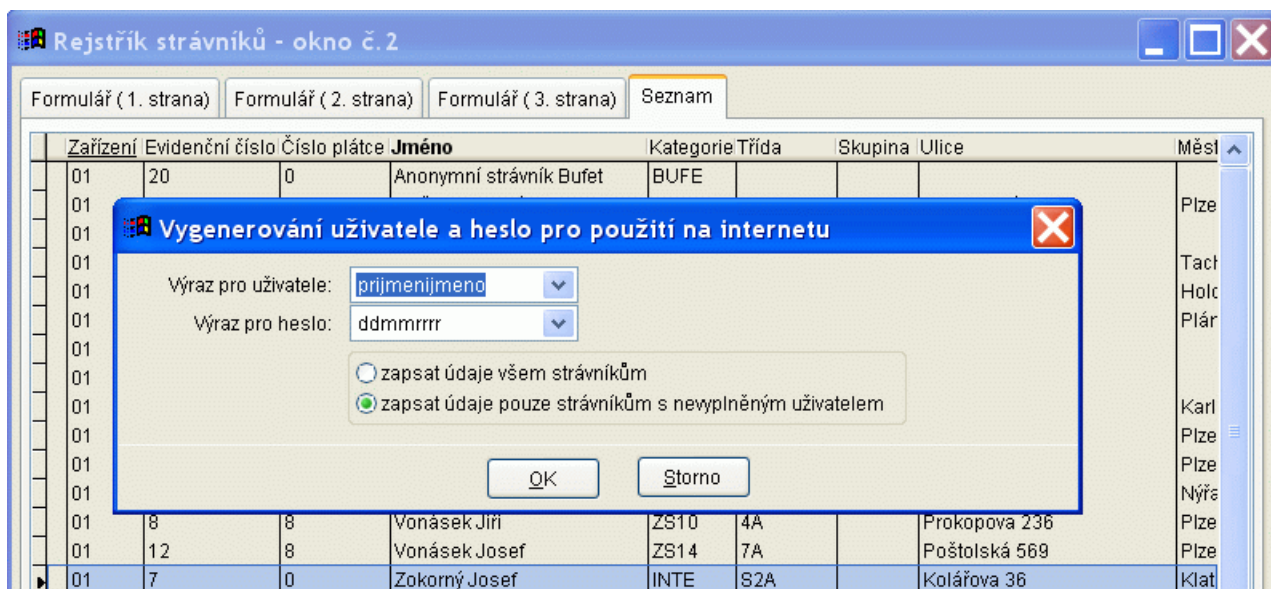 Rejstřík strávníků - okno č.2
Formulář ( 1. strana) Formulář ( 2. strana) Formulář ( 3. strana) Seznam
Zařízení Evidenční číslo Číslo plátce Jméno Kategorie Třída Skupina Ulice Měst
01 20 0 Anonymní strávník Bufet BUFE
01 Plze
01
01 Tach
01 Holo
01 Plár
01
01
01 Karl
01 Plze
01 Plze
01 Nýřa
Vygenerování uživatele a heslo pro použití na internetu
Výraz pro uživatele: prijmenijmeno
Výraz pro heslo: ddmmrrrr
zapsat údaje všem strávníkům
zapsat údaje pouze strávníkům s nevyplněným uživatelem
OK Storno
01 8 8 Vonásek Jiří ZS10 4A Prokopova 236 Plze
01 12 8 Vonásek Josef ZS14 7A Poštolská 569 Plze
01 7 0 Zokorný Josef INTE S2A Kolářova 36 Klat